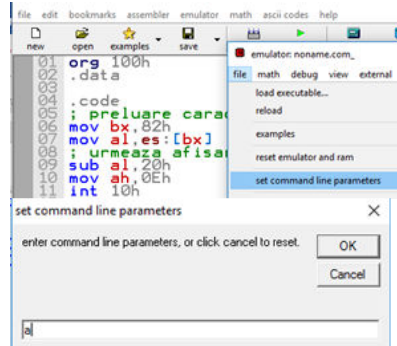 file edit bookmarks assembler emulator math ascii codes help
new open examples save
emulator: noname.com_
file math debug view external
load executable...
reload
examples
reset emulator and ram
set command line parameters
01 org 100h
02 .data
03
04 .code
05 ; preluare carac
06 mov bx,82h
07 mov al,es:[bx]
08 ; urmeaza afisar
09 sub al,20h
10 mov ah,0Eh
11 int 10h
set command line parameters
enter command line parameters, or click cancel to reset.
OK
Cancel
a